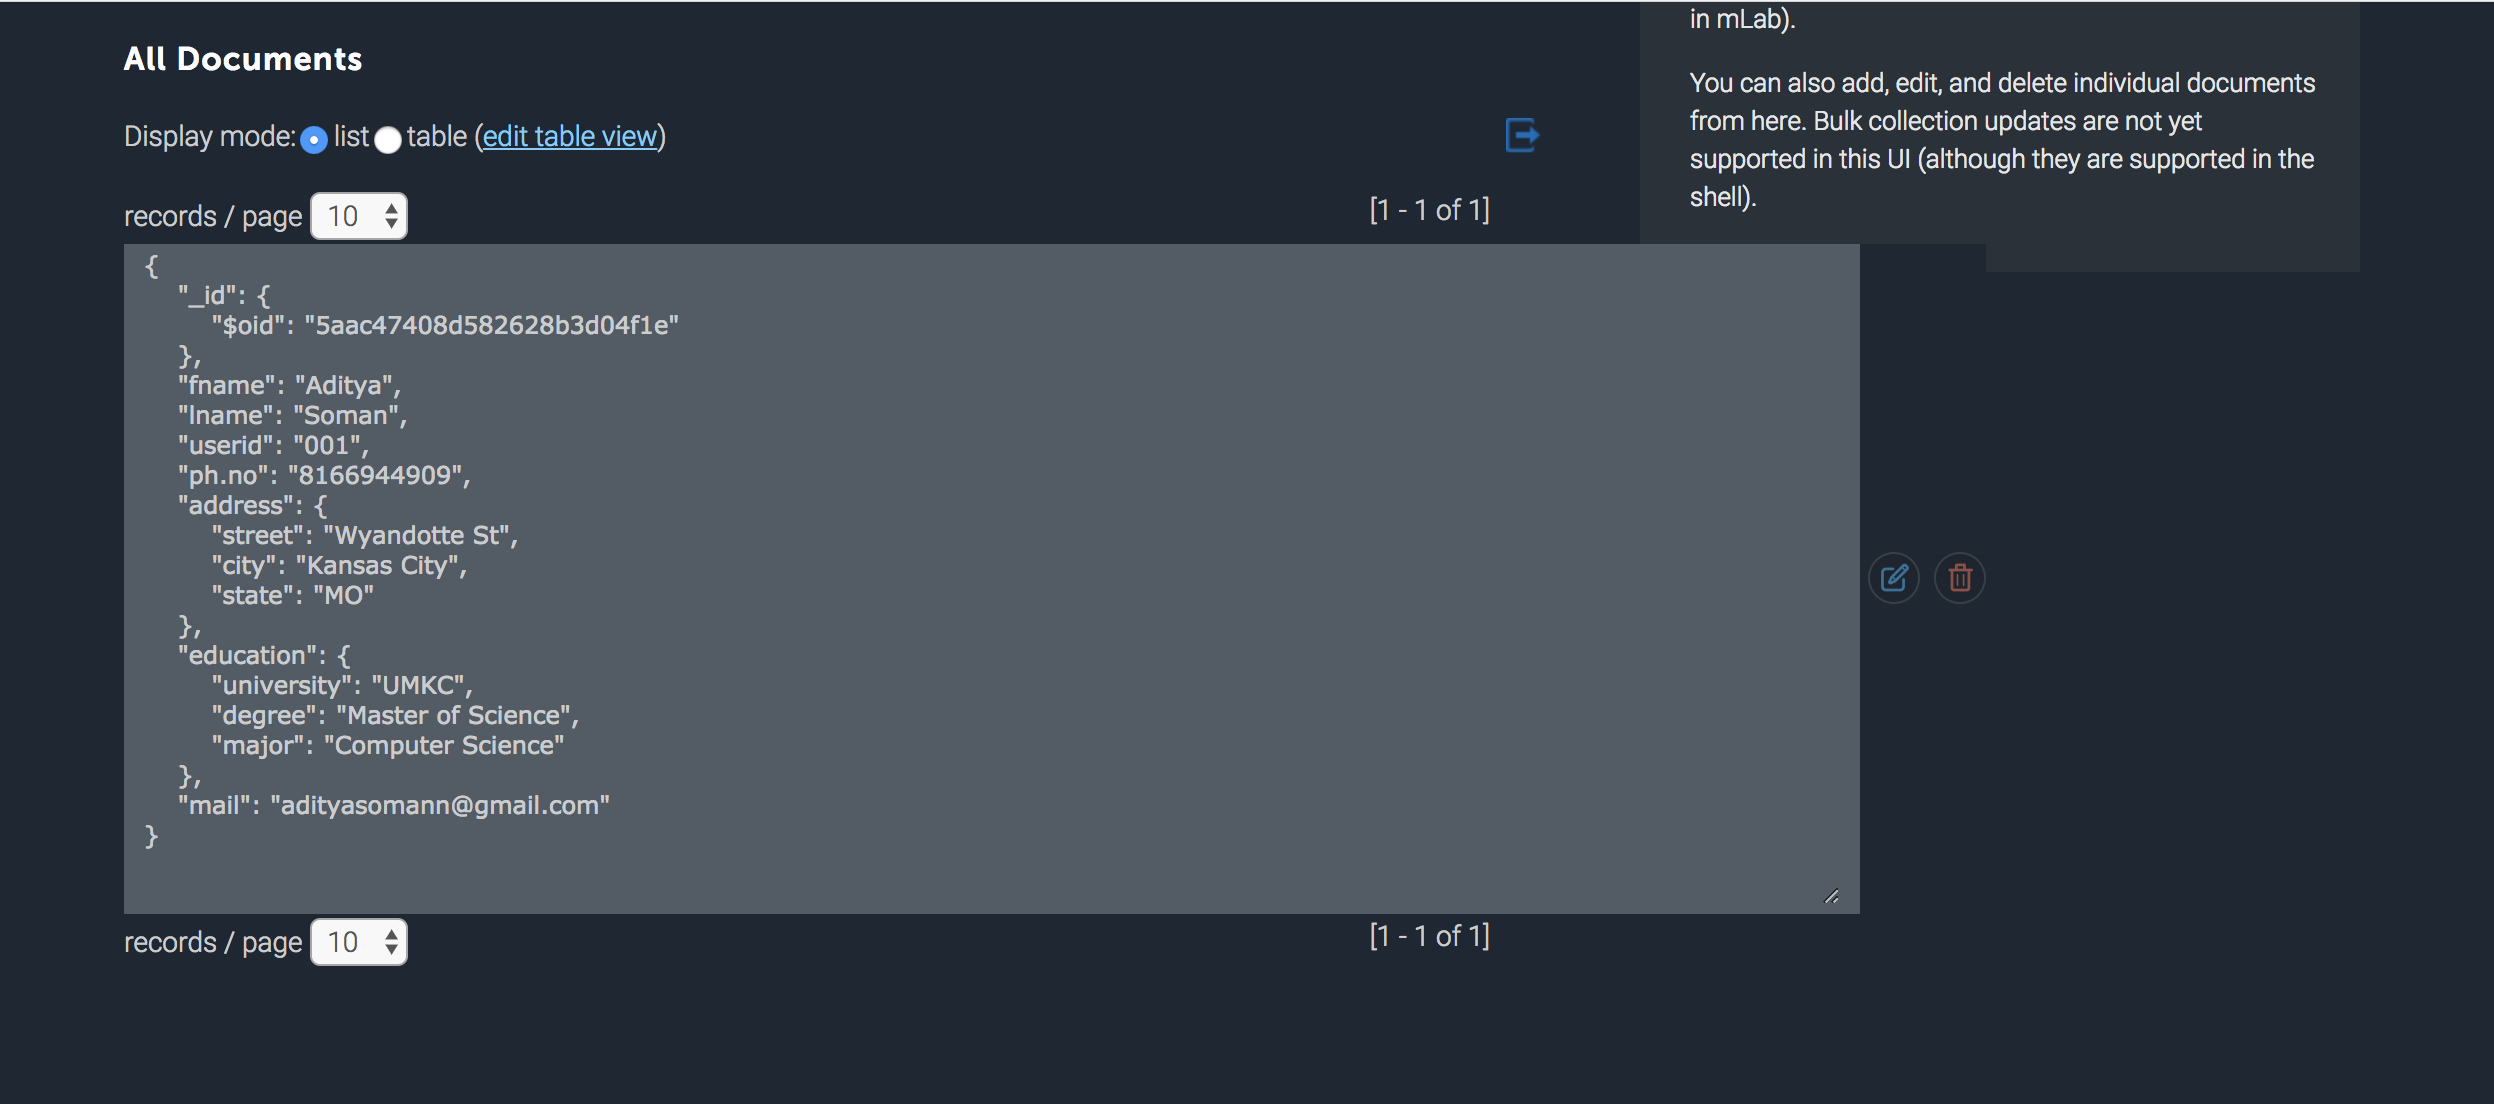 in mLab).
You can also add, edit, and delete individual documents
from here. Bulk collection updates are not yet
supported in this UI (although they are supported in the
shell).
All Documents
Display mode: list table (edit table view)
records / page 10 [1 - 1 of 1]
{
"_id": {
"$oid": "5aac47408d582628b3d04f1e"
},
"fname": "Aditya",
"lname": "Soman",
"userid": "001",
"ph.no": "8166944909",
"address": {
"street": "Wyandotte St",
"city": "Kansas City",
"state": "MO"
},
"education": {
"university": "UMKC",
"degree": "Master of Science",
"major": "Computer Science"
},
"mail": "adityasomann@gmail.com"
}
records / page 10 [1 - 1 of 1]